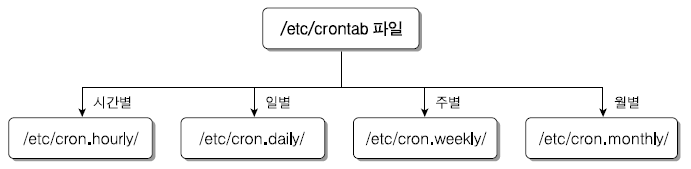 /etc/crontab 파일
시간별
일별
주별
월별
/etc/cron.hourly/
/etc/cron.daily/
/etc/cron.weekly/
/etc/cron.monthly/